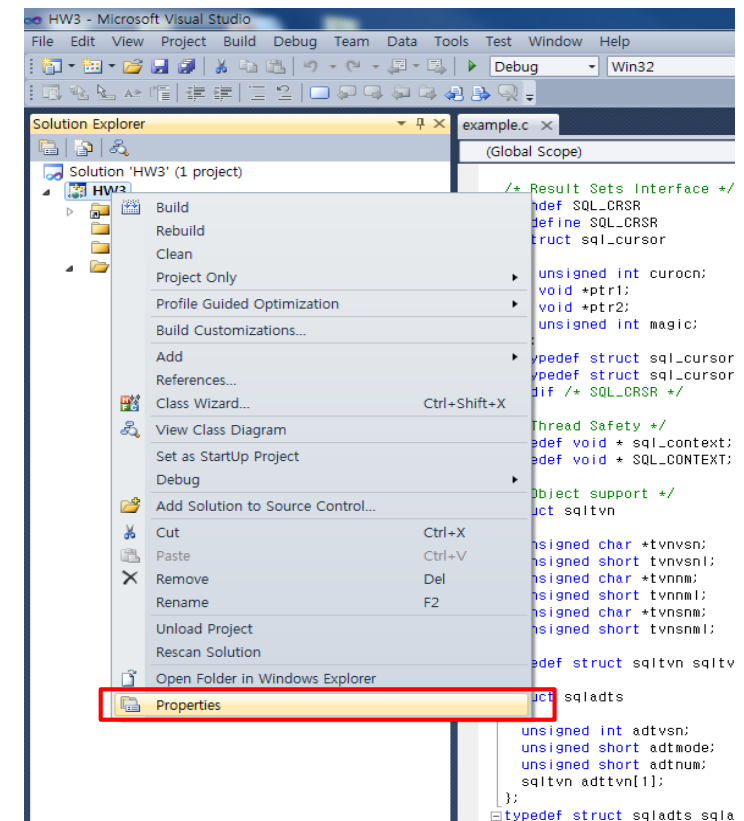 HW3 - Microsoft Visual Studio
File Edit View Project Build Debug Team Data Tools Test Window Help
Debug Win32
Solution Explorer
Solution 'HW3' (1 project)
HW3
Build
Rebuild
Clean
Project Only
Profile Guided Optimization
Build Customizations...
Add
References...
Class Wizard... Ctrl+Shift+X
View Class Diagram
Set as StartUp Project
Debug
Add Solution to Source Control...
Cut Ctrl+X
Paste Ctrl+V
Remove Del
Rename F2
Unload Project
Rescan Solution
Open Folder in Windows Explorer
Properties
example.c
(Global Scope)
/* Result Sets Interface */
ndef SQL_CRSR
define SQL_CRSR
truct sql_cursor
unsigned int curocn;
void *ptr1;
void *ptr2;
unsigned int magic;
;
ypedef struct sql_cursor
ypedef struct sql_cursor
dif /* SQL_CRSR */
Thread Safety */
edef void * sql_context;
edef void * SQL_CONTEXT;
Object support */
uct sqltvn
nsigned char *tvnvsn;
nsigned short tvnvsnl;
nsigned char *tvnnm;
nsigned short tvnnml;
nsigned char *tvnsnm;
nsigned short tvnsnml;
edef struct sqltvn sqltv
uct sqladts
unsigned int adtvsn;
unsigned short adtmode;
unsigned short adtnum;
sqltvn adttvn[1];
};
typedef struct sqladts sqla